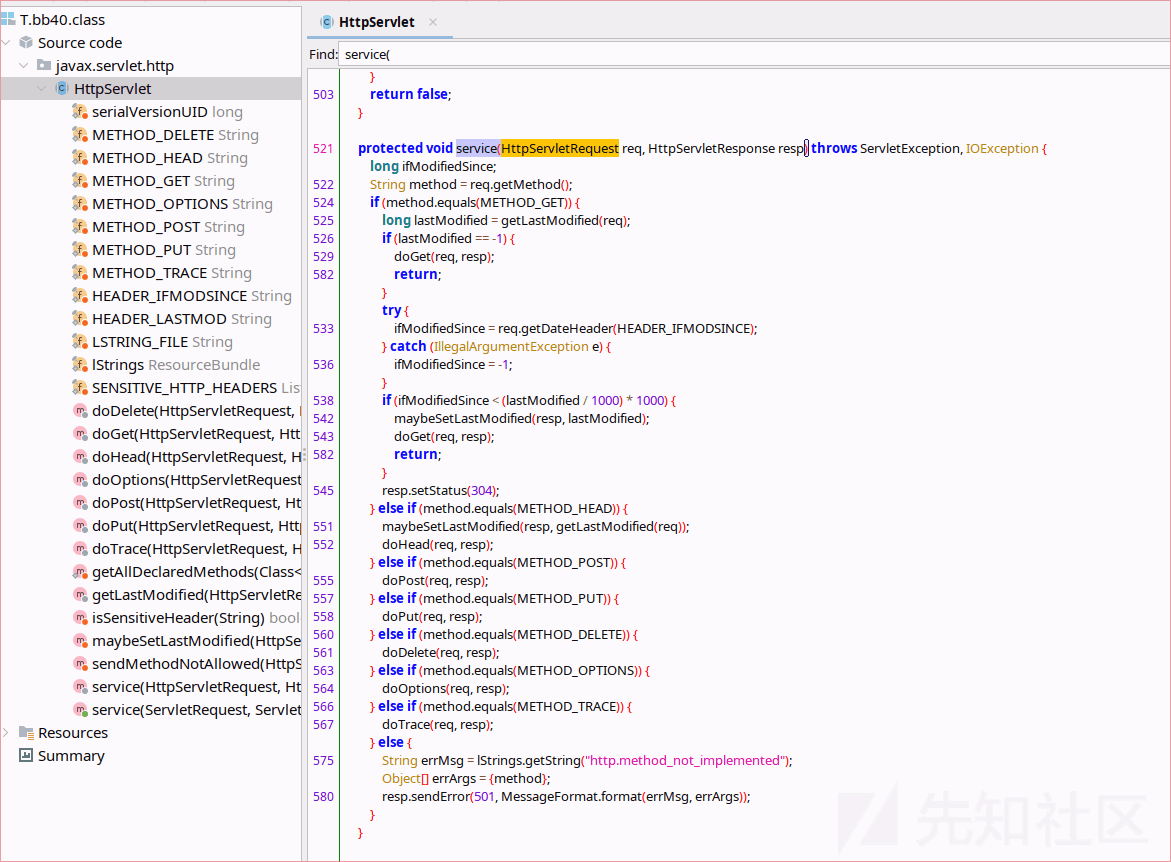 T.bb40.class
Source code
javax.servlet.http
HttpServlet
serialVersionUID long
METHOD_DELETE String
METHOD_HEAD String
METHOD_GET String
METHOD_OPTIONS String
METHOD_POST String
METHOD_PUT String
METHOD_TRACE String
HEADER_IFMODSINCE String
HEADER_LASTMOD String
LSTRING_FILE String
lStrings ResourceBundle
SENSITIVE_HTTP_HEADERS Lis
doDelete(HttpServletRequest,
doGet(HttpServletRequest, Htt
doHead(HttpServletRequest, H
doOptions(HttpServletRequest
doPost(HttpServletRequest, Ht
doPut(HttpServletRequest, Http
doTrace(HttpServletRequest, H
getAllDeclaredMethods(Class<
getLastModified(HttpServletRe
isSensitiveHeader(String) bool
maybeSetLastModified(HttpSe
sendMethodNotAllowed(HttpS
service(HttpServletRequest, Ht
service(ServletRequest, Servlet
Resources
Summary
HttpServlet
Find: service(
}
503 return false;
}
521 protected void service(HttpServletRequest req, HttpServletResponse resp) throws ServletException, IOException {
long ifModifiedSince;
522 String method = req.getMethod();
524 if (method.equals(METHOD_GET)) {
525 long lastModified = getLastModified(req);
526 if (lastModified == -1) {
529 doGet(req, resp);
582 return;
}
try {
533 ifModifiedSince = req.getDateHeader(HEADER_IFMODSINCE);
} catch (IllegalArgumentException e) {
536 ifModifiedSince = -1;
}
538 if (ifModifiedSince < (lastModified / 1000) * 1000) {
542 maybeSetLastModified(resp, lastModified);
543 doGet(req, resp);
582 return;
}
545 resp.setStatus(304);
} else if (method.equals(METHOD_HEAD)) {
551 maybeSetLastModified(resp, getLastModified(req));
552 doHead(req, resp);
} else if (method.equals(METHOD_POST)) {
555 doPost(req, resp);
557 } else if (method.equals(METHOD_PUT)) {
558 doPut(req, resp);
560 } else if (method.equals(METHOD_DELETE)) {
561 doDelete(req, resp);
563 } else if (method.equals(METHOD_OPTIONS)) {
564 doOptions(req, resp);
566 } else if (method.equals(METHOD_TRACE)) {
567 doTrace(req, resp);
} else {
575 String errMsg = lStrings.getString("http.method_not_implemented");
Object[] errArgs = {method};
580 resp.sendError(501, MessageFormat.format(errMsg, errArgs));
}
}
先知社区